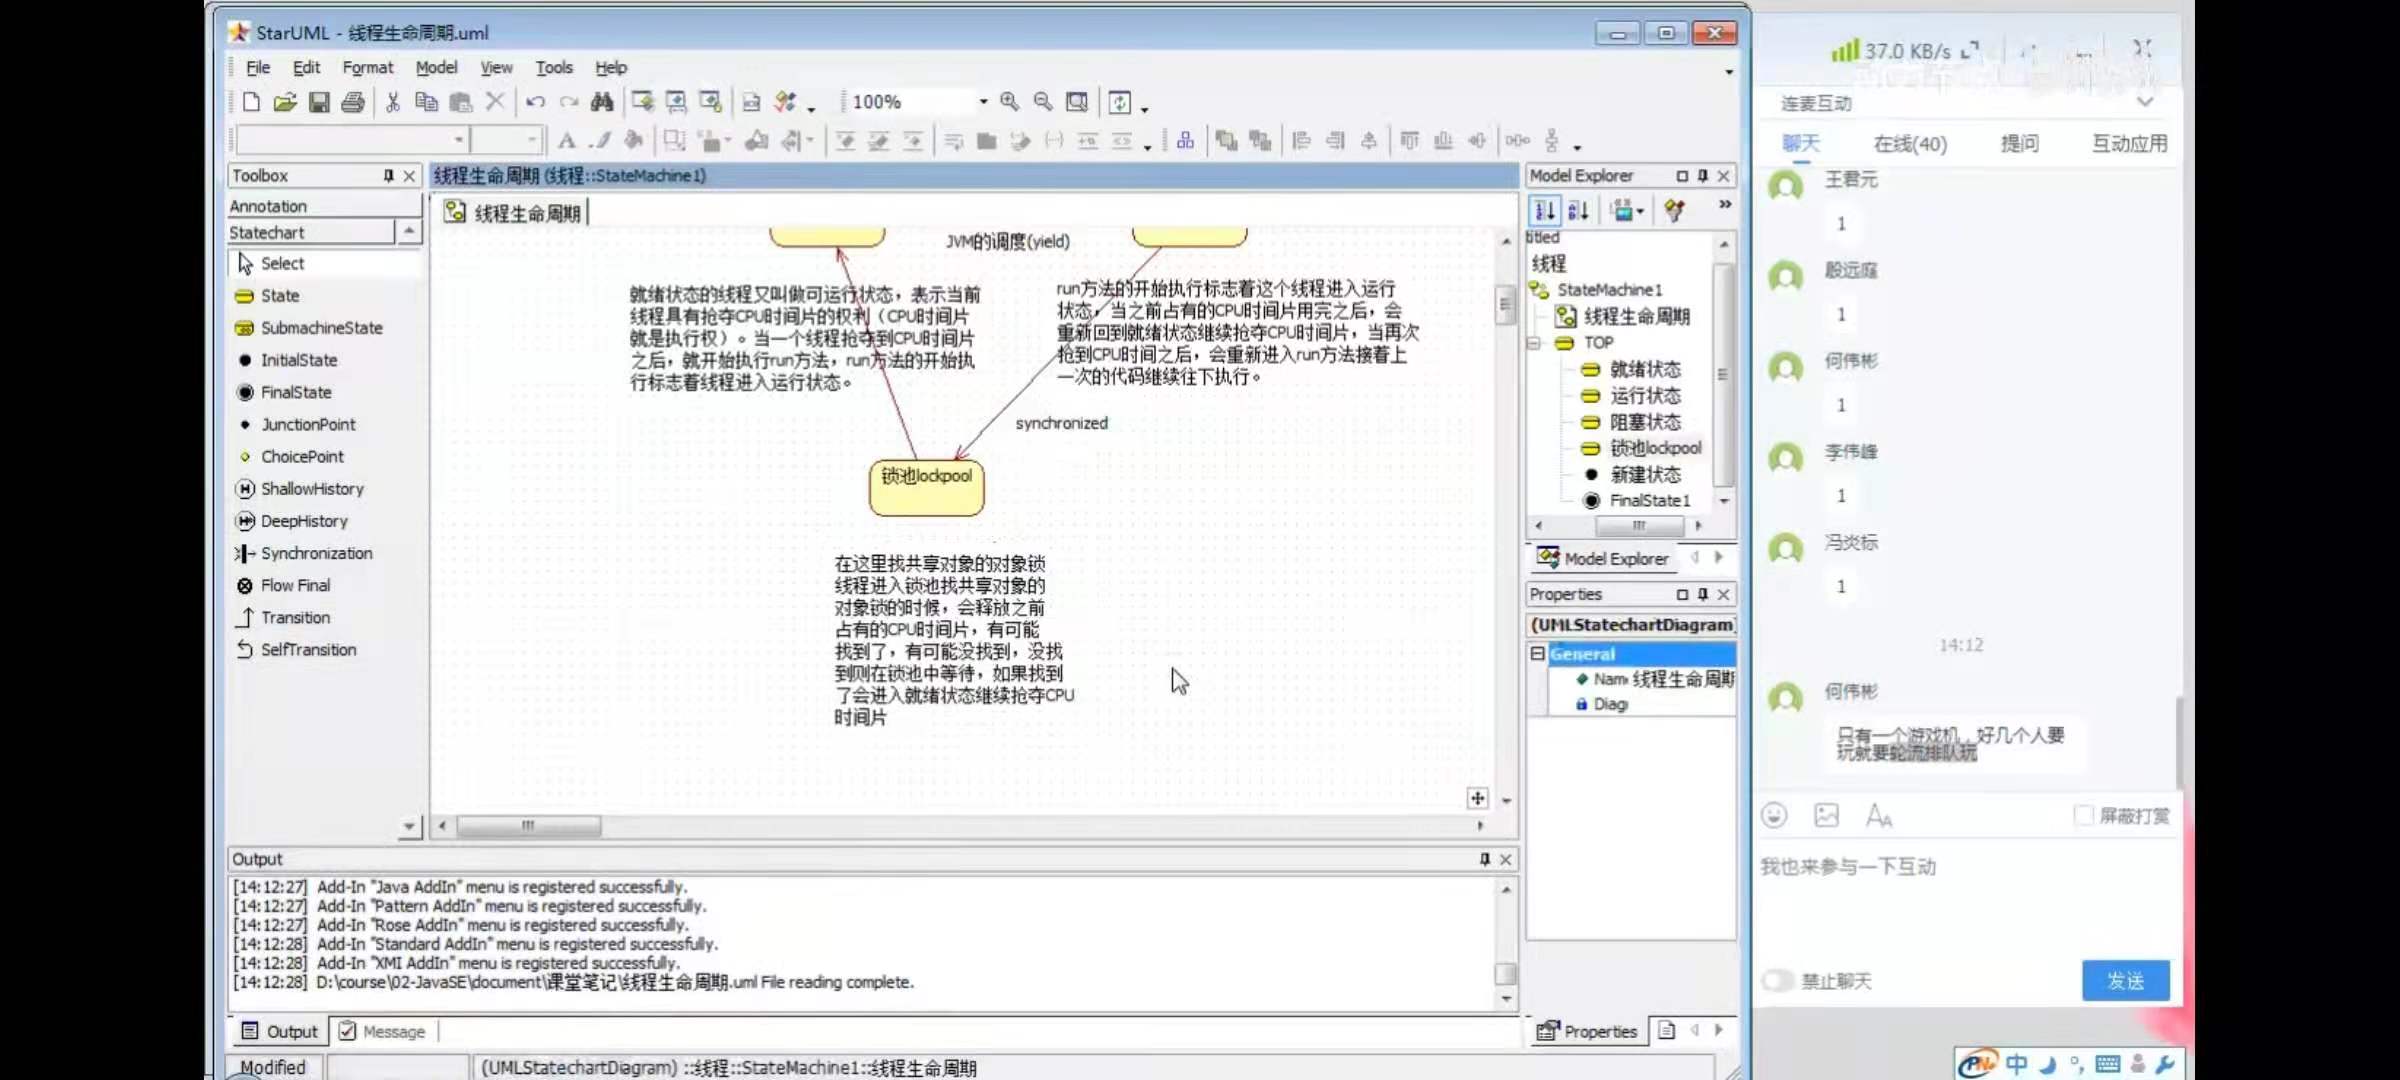 StarUML - 线程生命周期.uml
File Edit Format Model View Tools Help
100%
Toolbox
Annotation
Statechart
Select
State
SubmachineState
InitialState
FinalState
JunctionPoint
ChoicePoint
ShallowHistory
DeepHistory
Synchronization
Flow Final
Transition
SelfTransition
线程生命周期 (线程::StateMachine1)
线程生命周期
JVM的调度(yield)
就绪状态的线程又叫做可运行状态，表示当前
线程具有抢夺CPU时间片的权利（CPU时间片
就是执行权）。当一个线程抢夺到CPU时间片
之后，就开始执行run方法，run方法的开始执
行标志着线程进入运行状态。
run方法的开始执行标志着这个线程进入运行
状态，当之前占有的CPU时间片用完之后，会
重新回到就绪状态继续抢夺CPU时间片，当再次
抢到CPU时间之后，会重新进入run方法接着上
一次的代码继续往下执行。
synchronized
锁池lockpool
在这里找共享对象的对象锁
线程进入锁池找共享对象的
对象锁的时候，会释放之前
占有的CPU时间片，有可能
找到了，有可能没找到，没找
到则在锁池中等待，如果找到
了会进入就绪状态继续抢夺CPU
时间片
Model Explorer
titled
线程
StateMachine1
线程生命周期
TOP
就绪状态
运行状态
阻塞状态
锁池lockpool
新建状态
FinalState1
Model Explorer
Properties
(UMLStatechartDiagram)
General
Nam 线程生命周期
Diag
Properties
Output
[14:12:27] Add-In "Java AddIn" menu is registered successfully.
[14:12:27] Add-In "Pattern AddIn" menu is registered successfully.
[14:12:27] Add-In "Rose AddIn" menu is registered successfully.
[14:12:28] Add-In "Standard AddIn" menu is registered successfully.
[14:12:28] Add-In "XMI AddIn" menu is registered successfully.
[14:12:28] D:\course\02-JavaSE\document\课堂笔记\线程生命周期.uml File reading complete.
Output Message
Modified (UMLStatechartDiagram) ::线程::StateMachine1::线程生命周期
37.0 KB/s
连麦互动
聊天 在线(40) 提问 互动应用
王君元
1
殷远庭
1
何伟彬
1
李伟峰
1
冯炎标
1
14:12
何伟彬
只有一个游戏机，好几个人要
玩就要轮流排队玩
屏蔽打赏
我也来参与一下互动
禁止聊天
发送
中